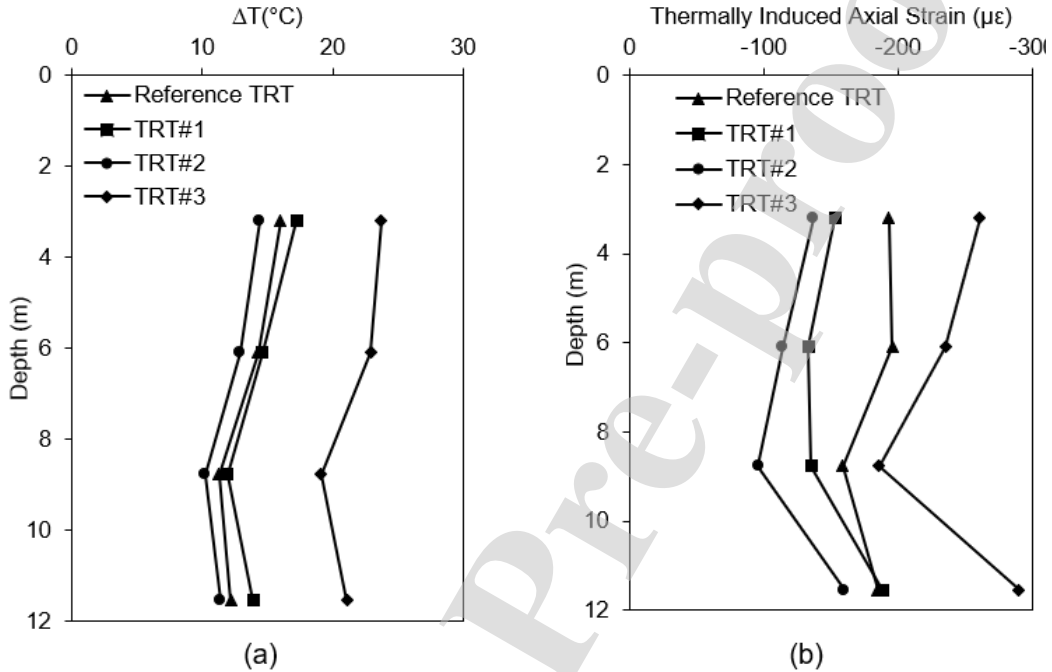 ΔT(°C)
0 10 20 30
0
2
4
6
8
10
12
Depth (m)
Reference TRT
TRT#1
TRT#2
TRT#3
(a)
Thermally Induced Axial Strain (με)
0 -100 -200 -300
0
2
4
6
8
10
12
Depth (m)
Reference TRT
TRT#1
TRT#2
TRT#3
(b)
Pre-proo